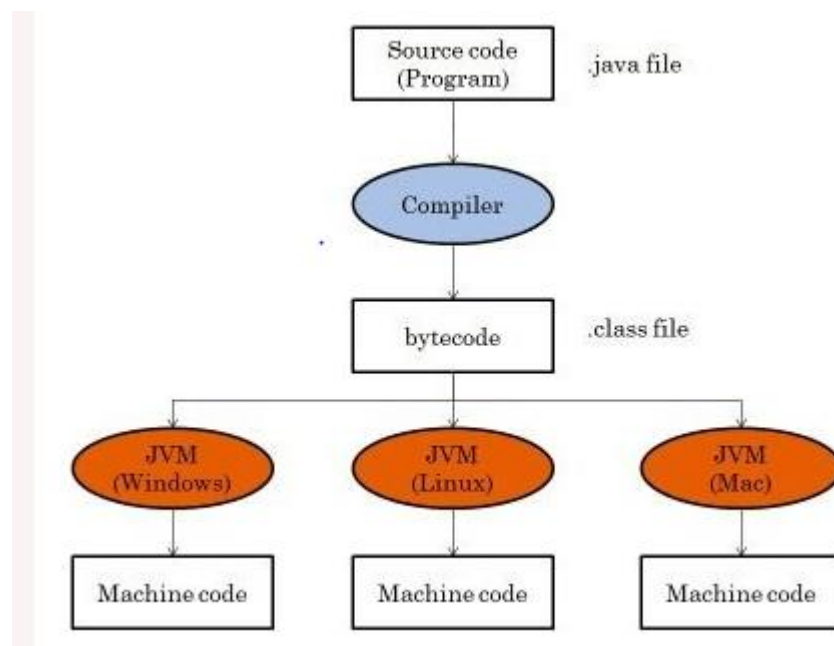 Source code
(Program)
.java file
Compiler
bytecode
.class file
JVM
(Windows)
JVM
(Linux)
JVM
(Mac)
Machine code
Machine code
Machine code